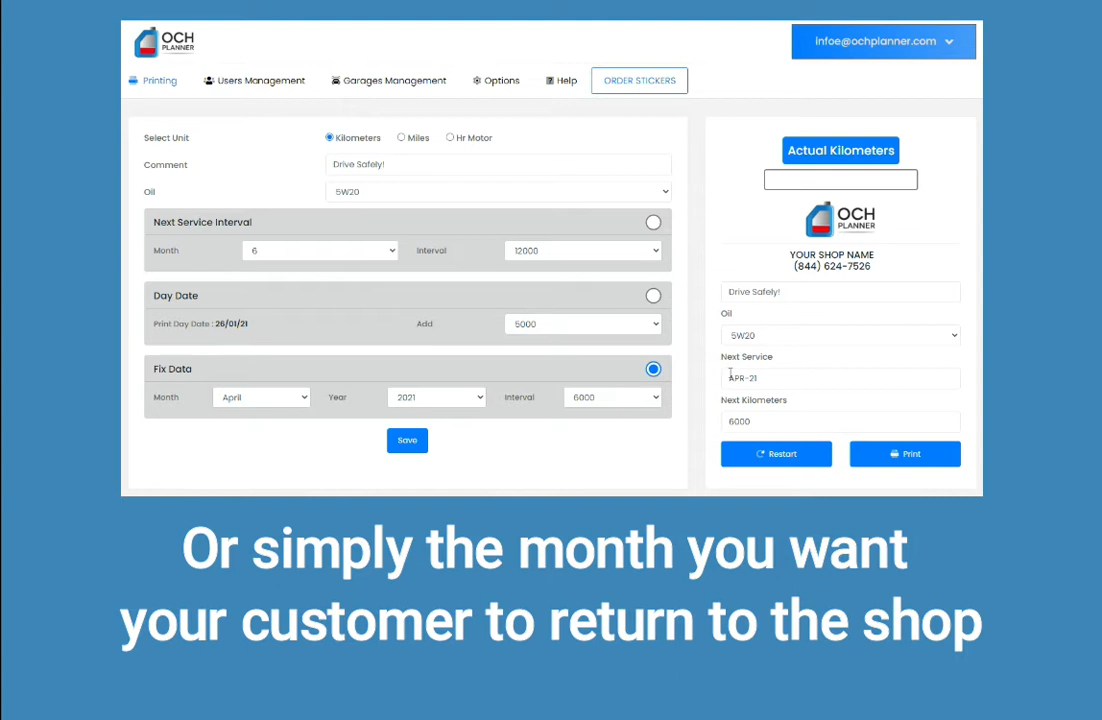 OCH
PLANNER
infoe@ochplanner.com
Printing Users Management Garages Management Options Help ORDER STICKERS
Select Unit Kilometers Miles Hr Motor
Comment Drive Safely!
Oil 5W20
Next Service Interval
Month 6 Interval 12000
Day Date
Print Day Date : 26/01/21 Add 5000
Fix Data
Month April Year 2021 Interval 6000
Save
Actual Kilometers
OCH
PLANNER
YOUR SHOP NAME
(844) 624-7526
Drive Safely!
Oil
5W20
Next Service
APR-21
Next Kilometers
6000
Restart Print
Or simply the month you want
your customer to return to the shop